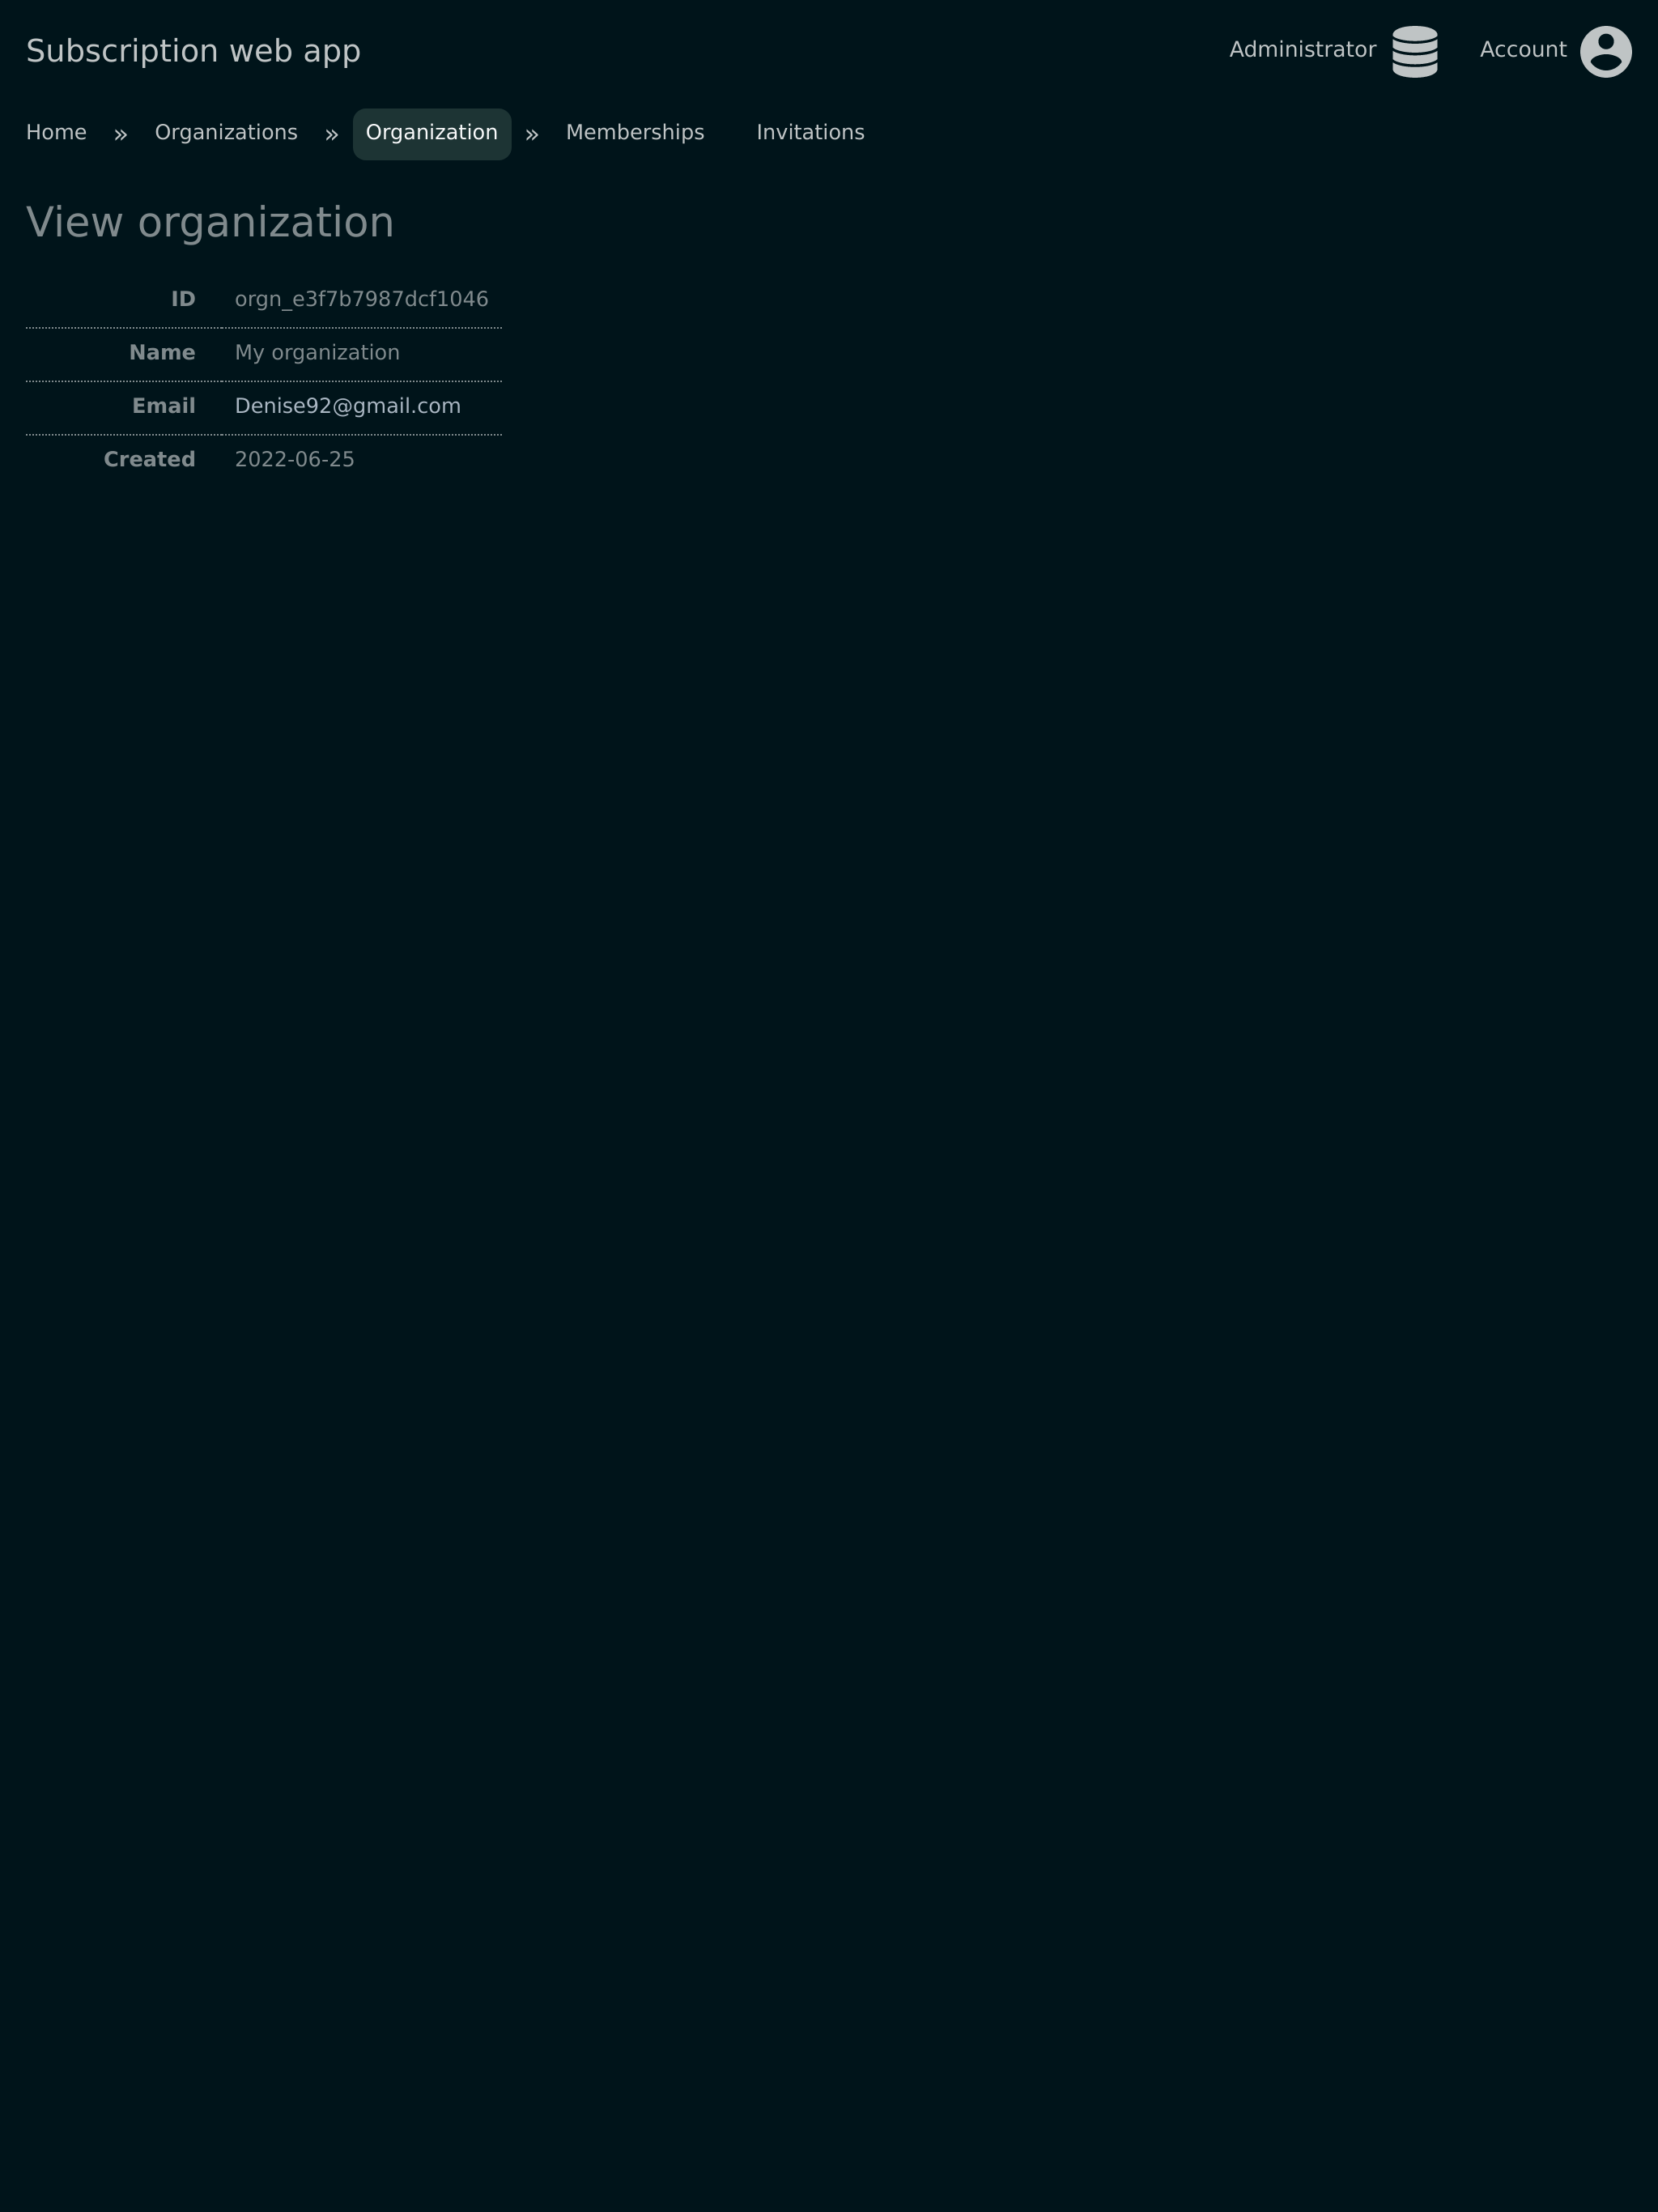 Subscription web app
Administrator
Account
Home » Organizations » Organization » Memberships Invitations
View organization
ID orgn_e3f7b7987dcf1046
Name My organization
Email Denise92@gmail.com
Created 2022-06-25